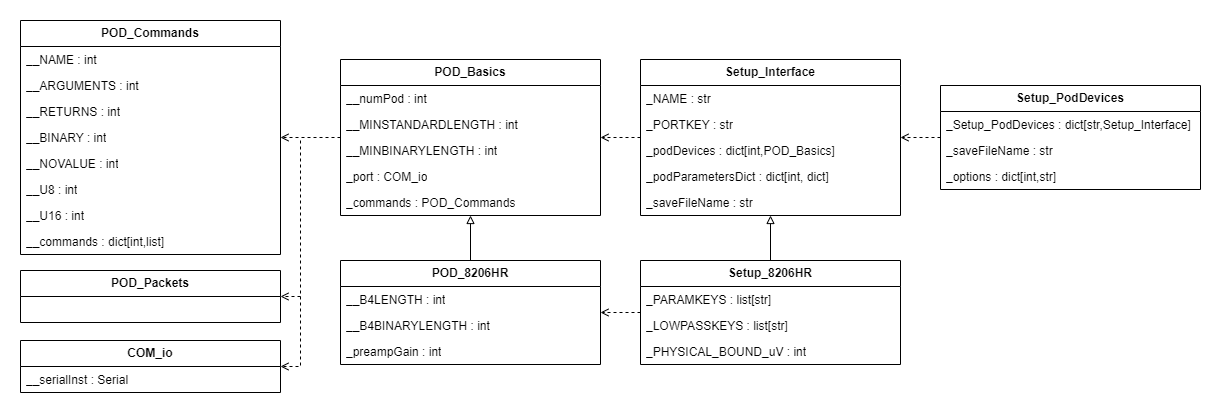 POD_Commands
__NAME : int
__ARGUMENTS : int
__RETURNS : int
__BINARY : int
__NOVALUE : int
__U8 : int
__U16 : int
__commands : dict[int,list]
POD_Packets
COM_io
__serialInst : Serial
POD_Basics
__numPod : int
__MINSTANDARDLENGTH : int
__MINBINARYLENGTH : int
_port : COM_io
_commands : POD_Commands
POD_8206HR
__B4LENGTH : int
__B4BINARYLENGTH : int
_preampGain : int
Setup_Interface
_NAME : str
_PORTKEY : str
_podDevices : dict[int,POD_Basics]
_podParametersDict : dict[int, dict]
_saveFileName : str
Setup_8206HR
_PARAMKEYS : list[str]
_LOWPASSKEYS : list[str]
_PHYSICAL_BOUND_uV : int
Setup_PodDevices
_Setup_PodDevices : dict[str,Setup_Interface]
_saveFileName : str
_options : dict[int,str]